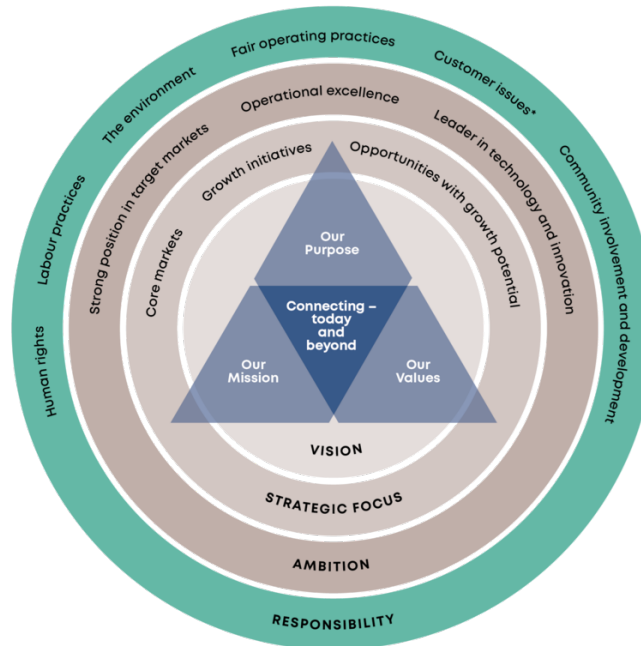 Human rights
Labour practices
The environment
Fair operating practices
Customer issues*
Community involvement and development
Strong position in target markets
Operational excellence
Leader in technology and innovation
Core markets
Growth initiatives
Opportunities with growth potential
Our
Purpose
Connecting –
today
and
beyond
Our
Mission
Our
Values
VISION
STRATEGIC FOCUS
AMBITION
RESPONSIBILITY